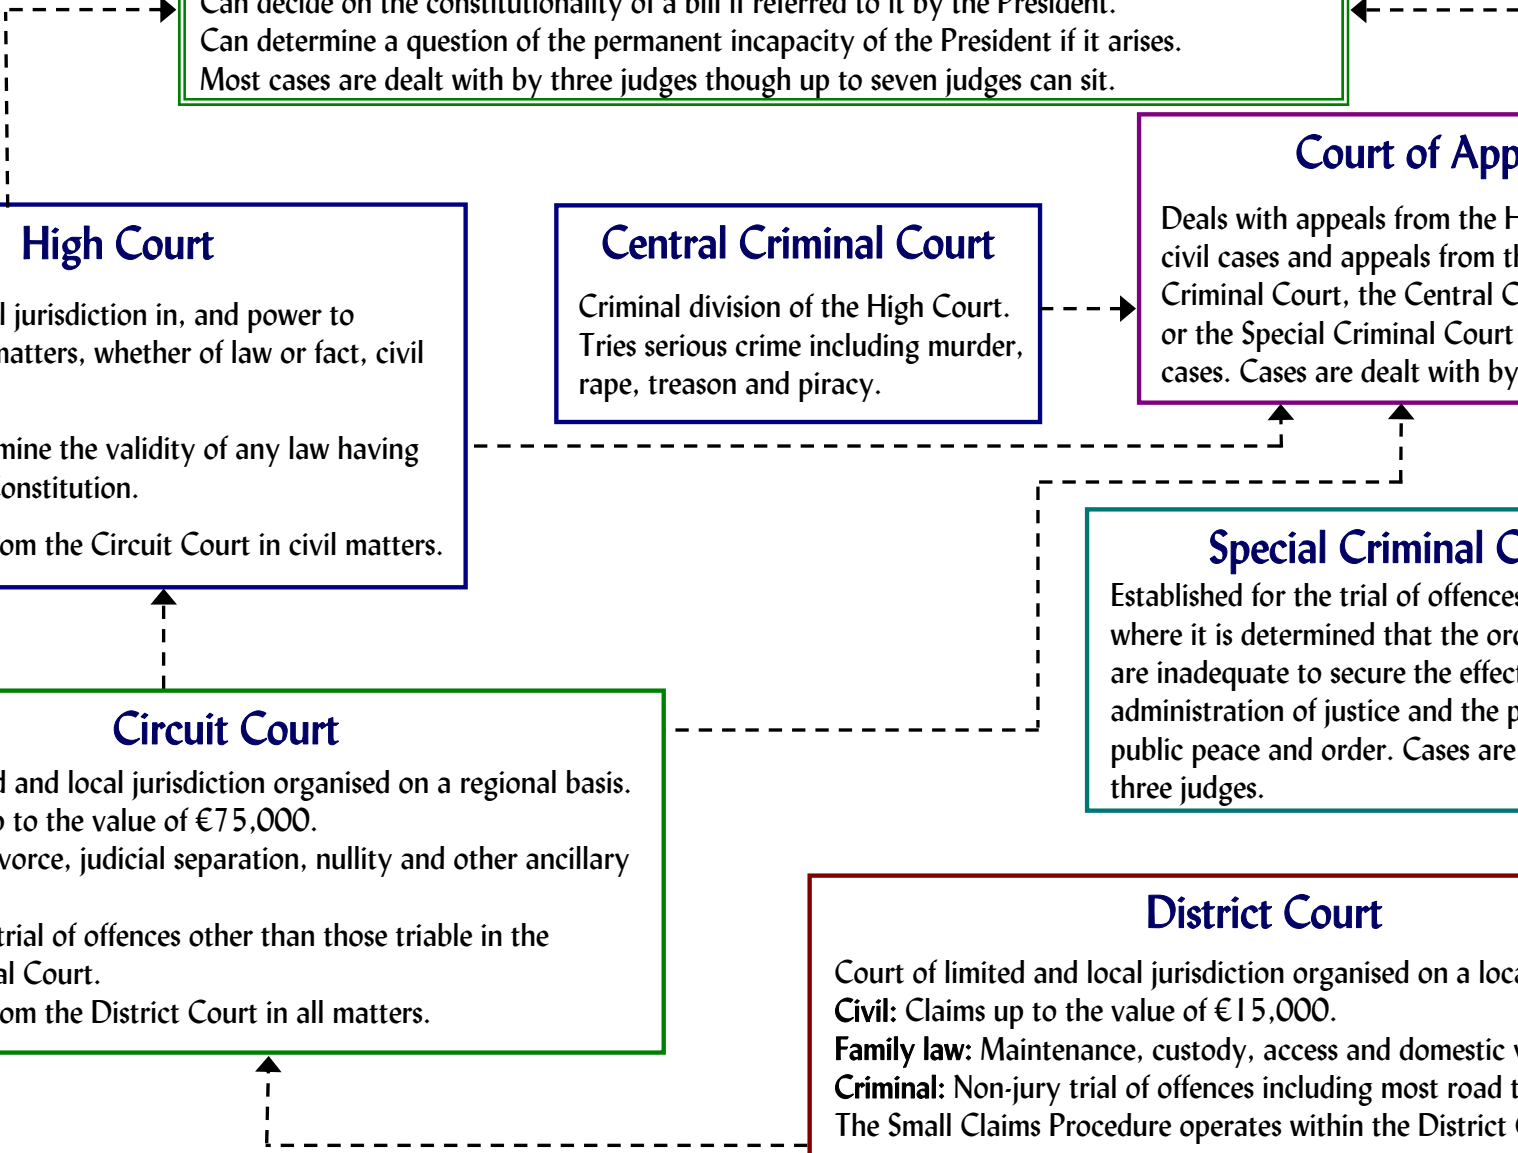 Can decide on the constitutionality of a bill if referred to it by the President.
Can determine a question of the permanent incapacity of the President if it arises.
Most cases are dealt with by three judges though up to seven judges can sit.
Court of App
Deals with appeals from the H
civil cases and appeals from th
Criminal Court, the Central C
or the Special Criminal Court
cases. Cases are dealt with by
High Court
l jurisdiction in, and power to
matters, whether of law or fact, civil
mine the validity of any law having
onstitution.
om the Circuit Court in civil matters.
Central Criminal Court
Criminal division of the High Court.
Tries serious crime including murder,
rape, treason and piracy.
Special Criminal C
Established for the trial of offences
where it is determined that the ord
are inadequate to secure the effect
administration of justice and the p
public peace and order. Cases are
three judges.
Circuit Court
d and local jurisdiction organised on a regional basis.
p to the value of €75,000.
vorce, judicial separation, nullity and other ancillary
trial of offences other than those triable in the
al Court.
om the District Court in all matters.
District Court
Court of limited and local jurisdiction organised on a loca
Civil: Claims up to the value of €15,000.
Family law: Maintenance, custody, access and domestic v
Criminal: Non-jury trial of offences including most road t
The Small Claims Procedure operates within the District C